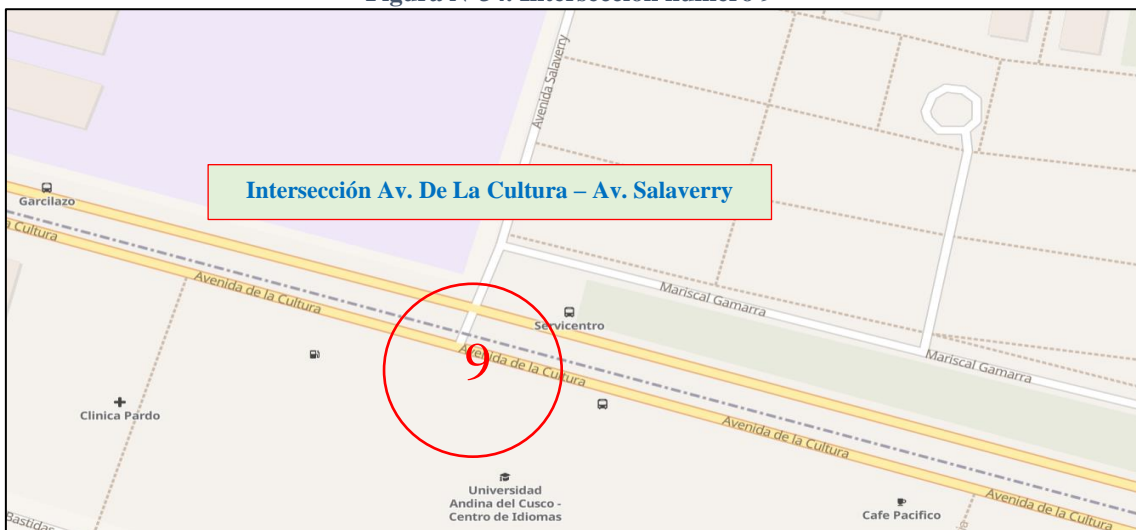 Avenida Salaverry
Intersección Av. De La Cultura – Av. Salaverry
Garcilazo
Cultura
Avenida de la Cultura
Mariscal Gamarra
Servicentro
9
Avenida de la Cultura
Mariscal Gamarra
Clinica Pardo
Avenida de la Cultura
Universidad
Andina del Cusco -
Centro de Idiomas
Avenida de la Cultura
Cafe Pacifico
Bastidas